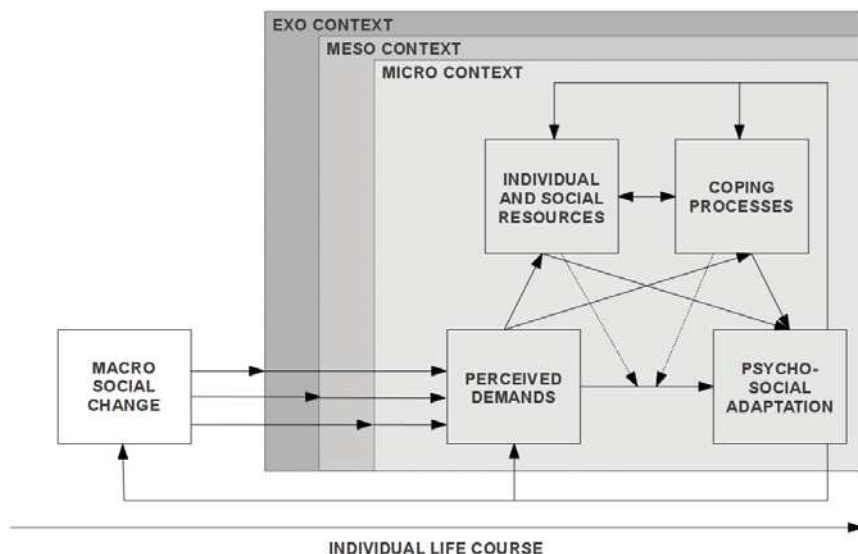 EXO CONTEXT
MESO CONTEXT
MICRO CONTEXT
INDIVIDUAL
AND SOCIAL
RESOURCES
COPING
PROCESSES
MACRO
SOCIAL
CHANGE
PERCEIVED
DEMANDS
PSYCHO-
SOCIAL
ADAPTATION
INDIVIDUAL LIFE COURSE